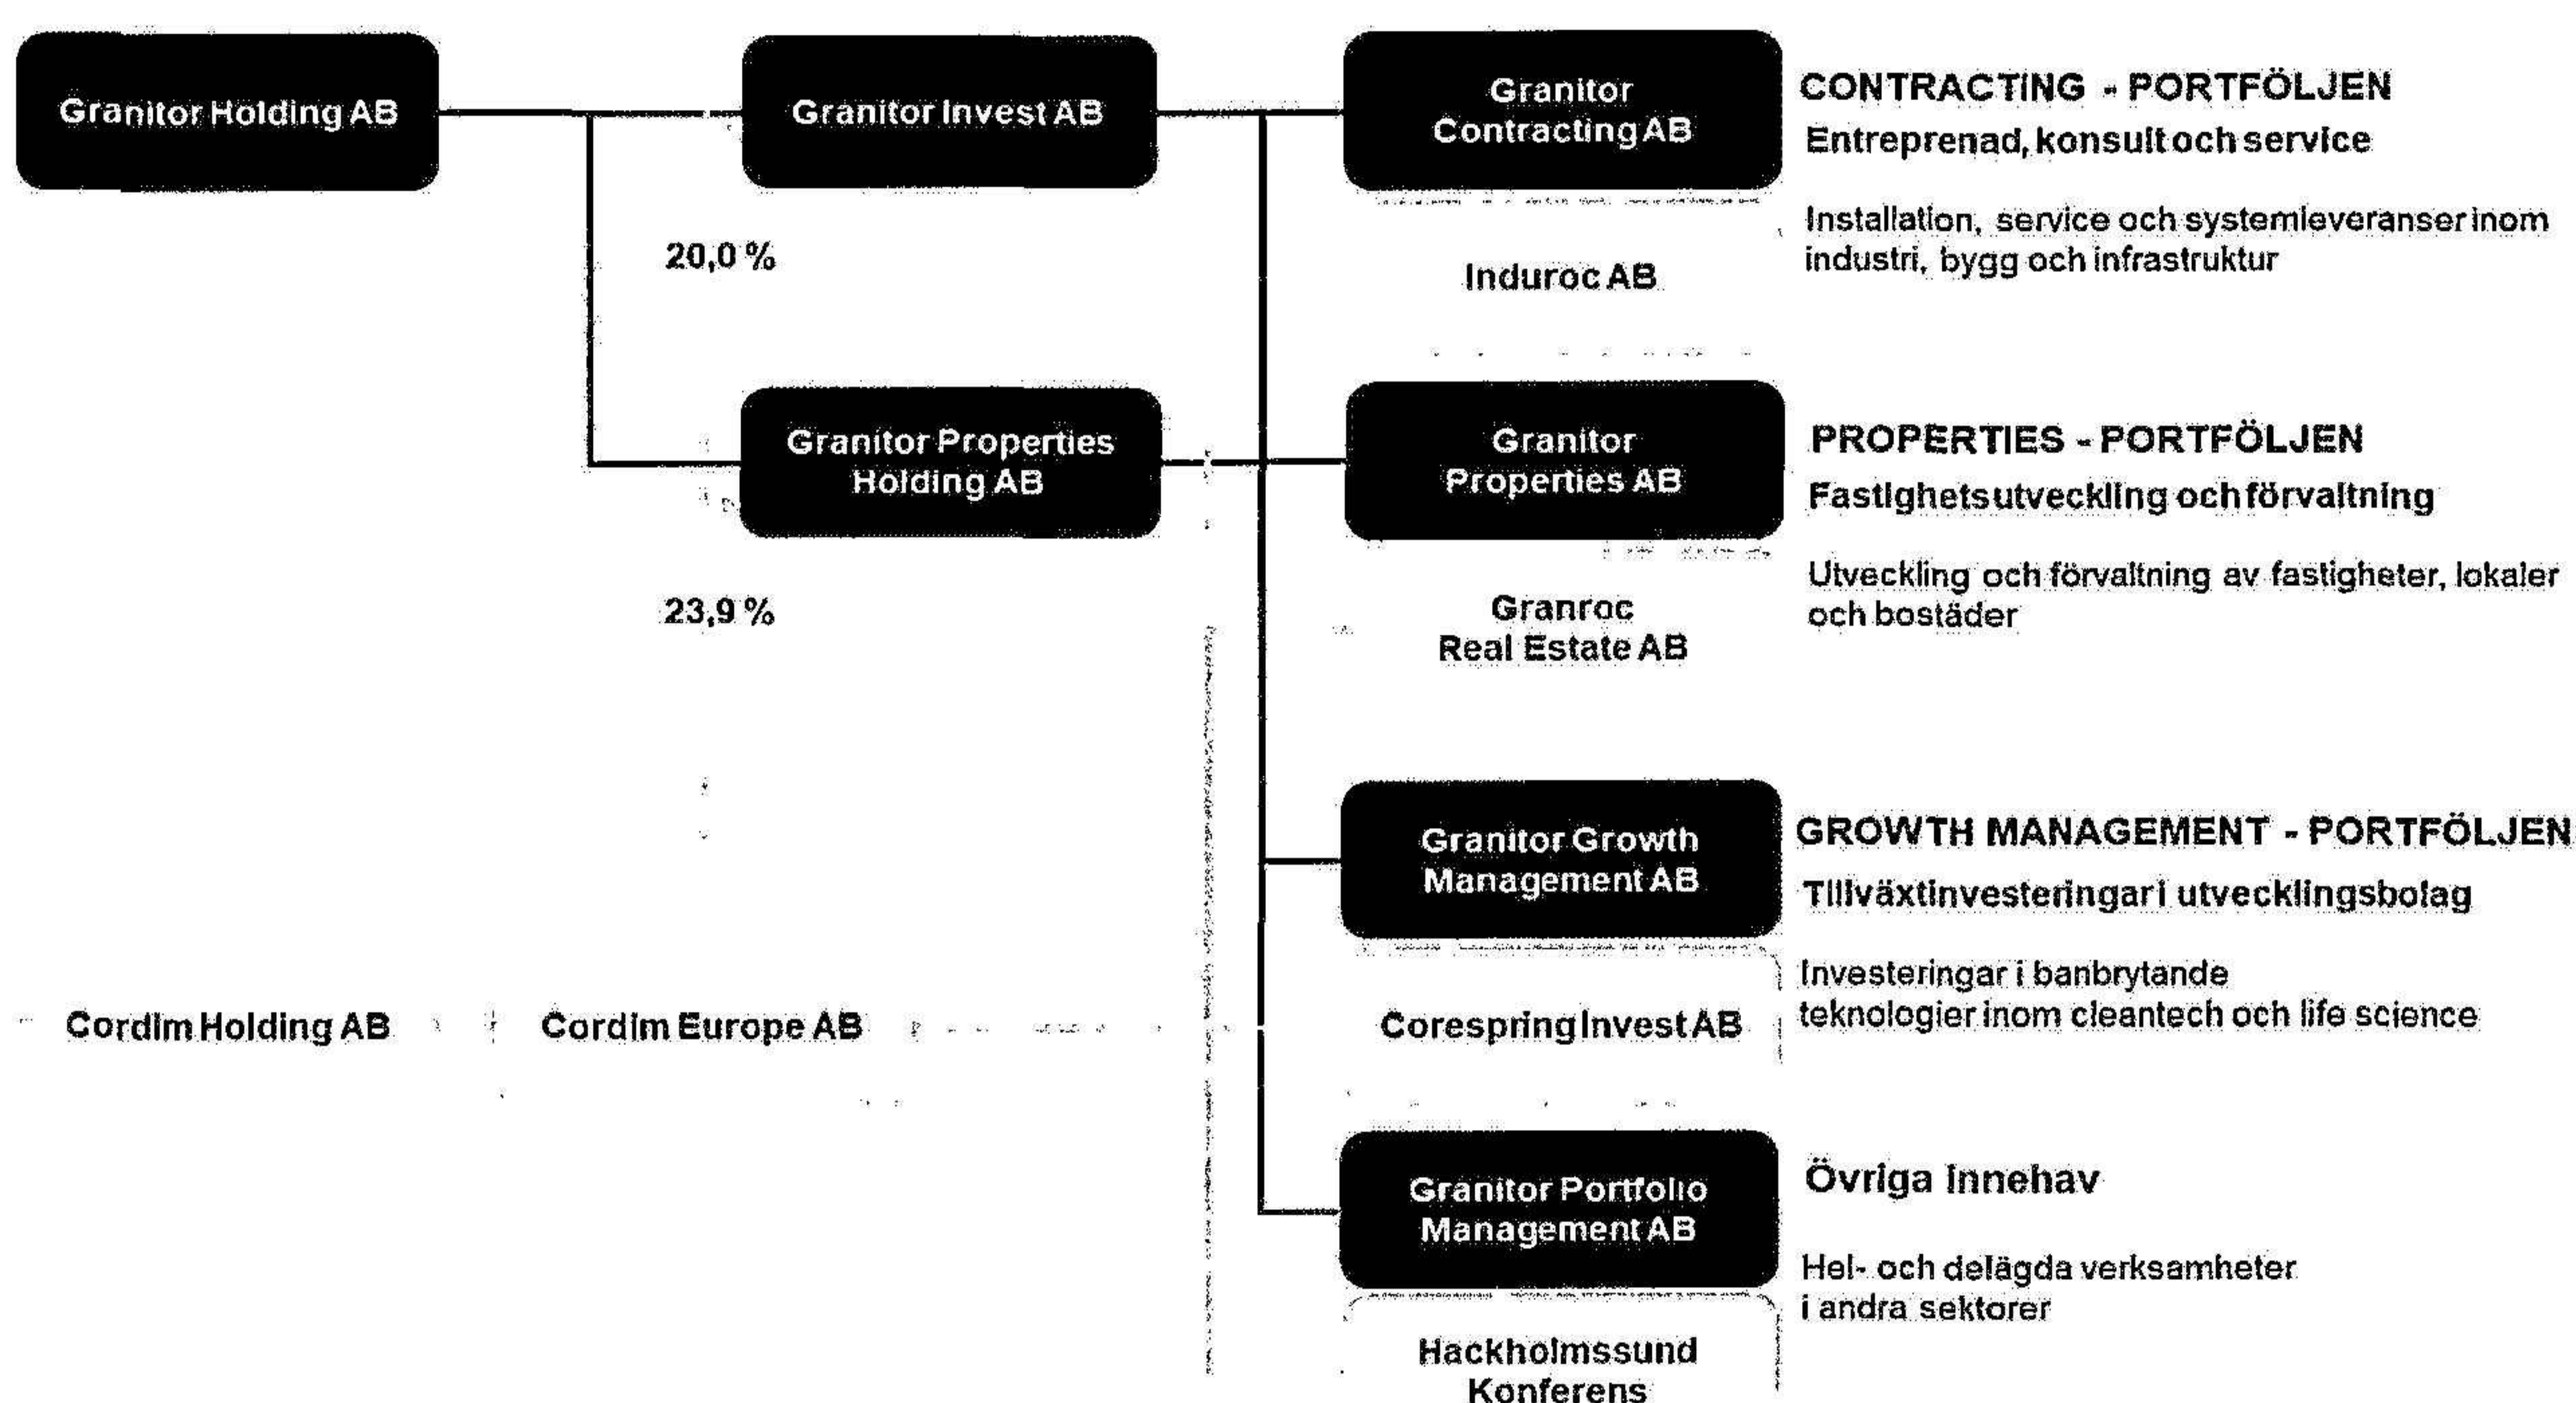 Granitor Holding AB
Granitor Invest AB
Granitor
Contracting AB
CONTRACTING - PORTFÖLJEN
Entreprenad, konsult och service
Installation, service och systemleveranser inom
industri, bygg och infrastruktur
20,0 %
Induroc AB
Granitor Properties
Holding AB
Granitor
Properties AB
PROPERTIES - PORTFÖLJEN
Fastighetsutveckling och förvaltning
Utveckling och förvaltning av fastigheter, lokaler
och bostäder
23,9 %
Granroc
Real Estate AB
Granitor Growth
Management AB
GROWTH MANAGEMENT - PORTFÖLJEN
Tillväxtinvesteringar i utvecklingsbolag
Investeringar i banbrytande
teknologier inom cleantech och life science
Cordim Holding AB
Cordim Europe AB
Corespring Invest AB
Granitor Portfolio
Management AB
Övriga innehav
Hel- och delägda verksamheter
i andra sektorer
Hackholmssund
Konferens